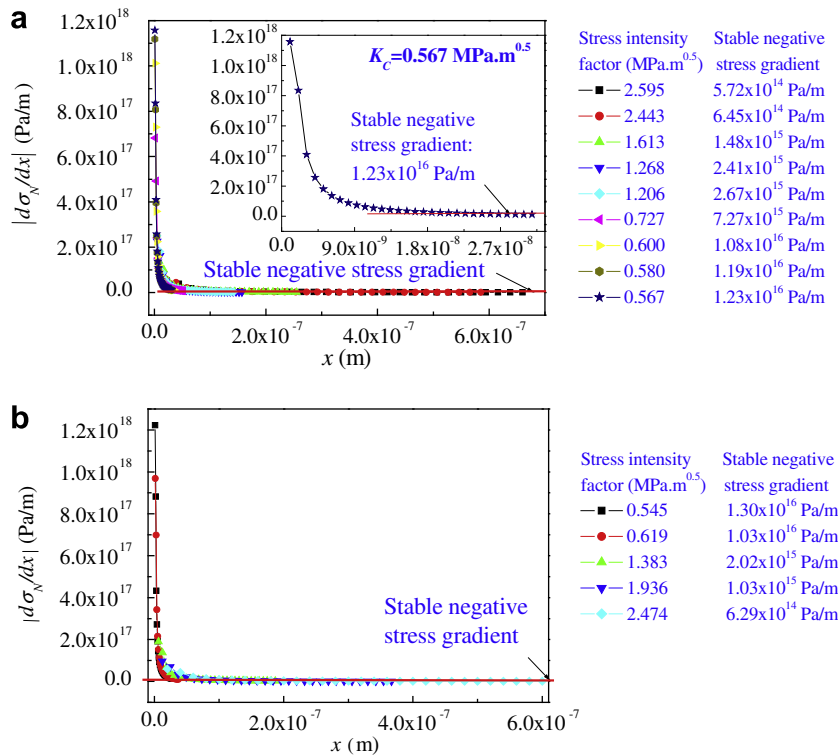 a
1.2x10^18
1.0x10^18
8.0x10^17
6.0x10^17
4.0x10^17
2.0x10^17
0.0
|dσ_N/dx| (Pa/m)
0.0 2.0x10^-7 4.0x10^-7 6.0x10^-7
x (m)
Stable negative stress gradient
1.2x10^18
1.0x10^18
8.0x10^17
6.0x10^17
4.0x10^17
2.0x10^17
0.0
0.0 9.0x10^-9 1.8x10^-8 2.7x10^-8
K_C=0.567 MPa.m^0.5
Stable negative
stress gradient:
1.23x10^16 Pa/m
Stress intensity Stable negative
factor (MPa.m^0.5) stress gradient
2.595 5.72x10^14 Pa/m
2.443 6.45x10^14 Pa/m
1.613 1.48x10^15 Pa/m
1.268 2.41x10^15 Pa/m
1.206 2.67x10^15 Pa/m
0.727 7.27x10^15 Pa/m
0.600 1.08x10^16 Pa/m
0.580 1.19x10^16 Pa/m
0.567 1.23x10^16 Pa/m
b
1.2x10^18
1.0x10^18
8.0x10^17
6.0x10^17
4.0x10^17
2.0x10^17
0.0
|dσ_N/dx| (Pa/m)
0.0 2.0x10^-7 4.0x10^-7 6.0x10^-7
x (m)
Stable negative
stress gradient
Stress intensity Stable negative
factor (MPa.m^0.5) stress gradient
0.545 1.30x10^16 Pa/m
0.619 1.03x10^16 Pa/m
1.383 2.02x10^15 Pa/m
1.936 1.03x10^15 Pa/m
2.474 6.29x10^14 Pa/m